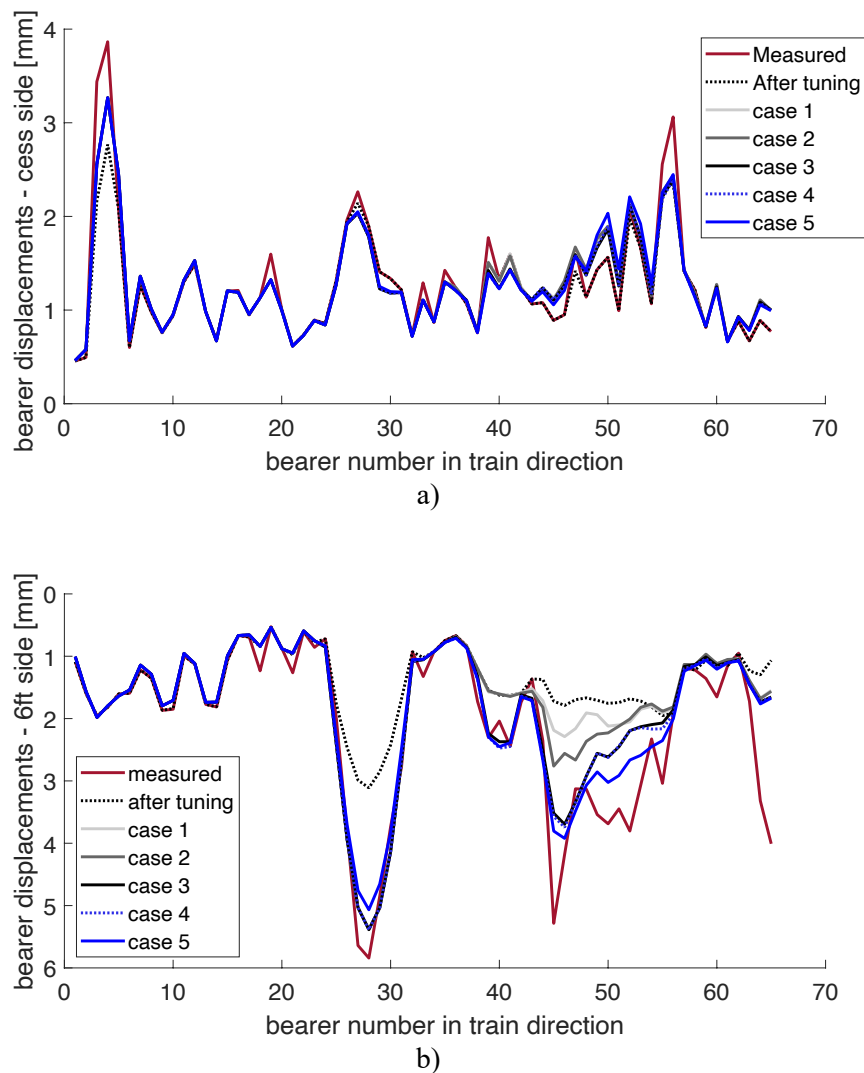 4
3
2
1
0
bearer displacements - cess side [mm]
Measured
After tuning
case 1
case 2
case 3
case 4
case 5
0 10 20 30 40 50 60 70
bearer number in train direction
a)
0
1
2
3
4
5
6
bearer displacements - 6ft side [mm]
measured
after tuning
case 1
case 2
case 3
case 4
case 5
0 10 20 30 40 50 60 70
bearer number in train direction
b)